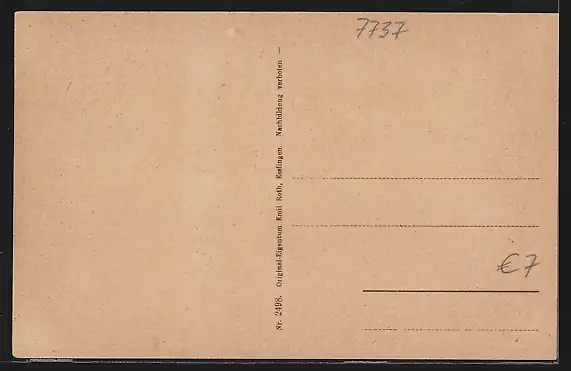 7737
Nr. 2498. Original-Eigentum Emil Roth, Esslingen. Nachbildung verboten —
€7